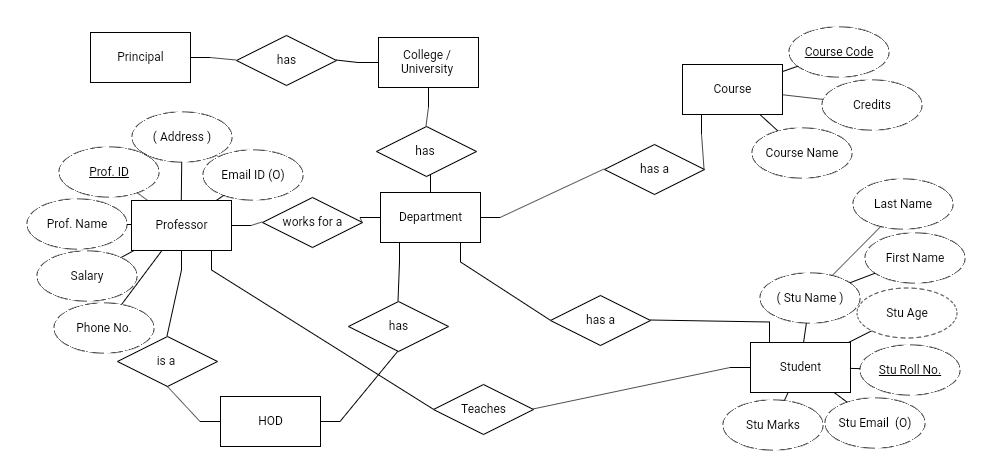 Principal
has
College /
University
Course Code
Course
Credits
Course Name
has
has a
( Address )
Prof. ID
Email ID (O)
Prof. Name
Professor
works for a
Department
Salary
Phone No.
is a
has
has a
HOD
Teaches
Last Name
First Name
( Stu Name )
Stu Age
Student
Stu Roll No.
Stu Marks
Stu Email  (O)